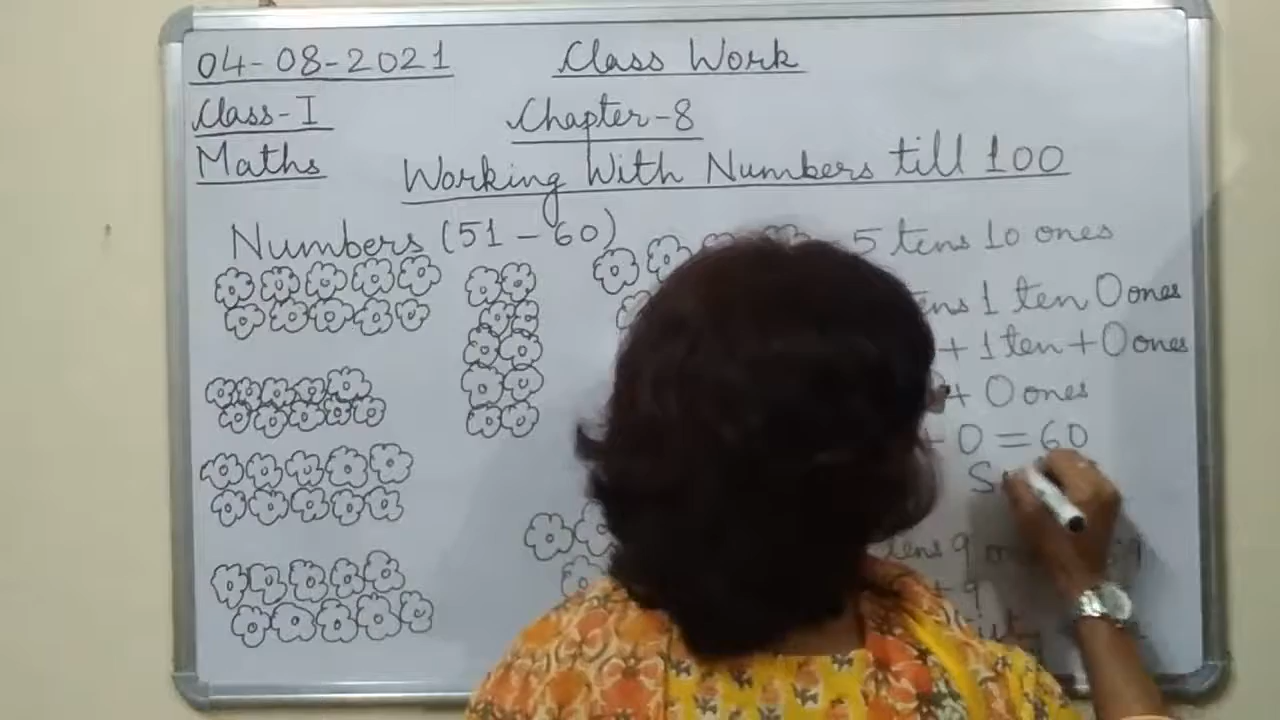 04-08-2021 Class Work
Class-I Chapter-8
Maths Working With Numbers till 100
Numbers (51-60)
5 tens 10 ones
1 ten 0 ones
+ 1 ten + 0 ones
+ 0 ones
+ 0 = 60
S
tens 9
+ 9